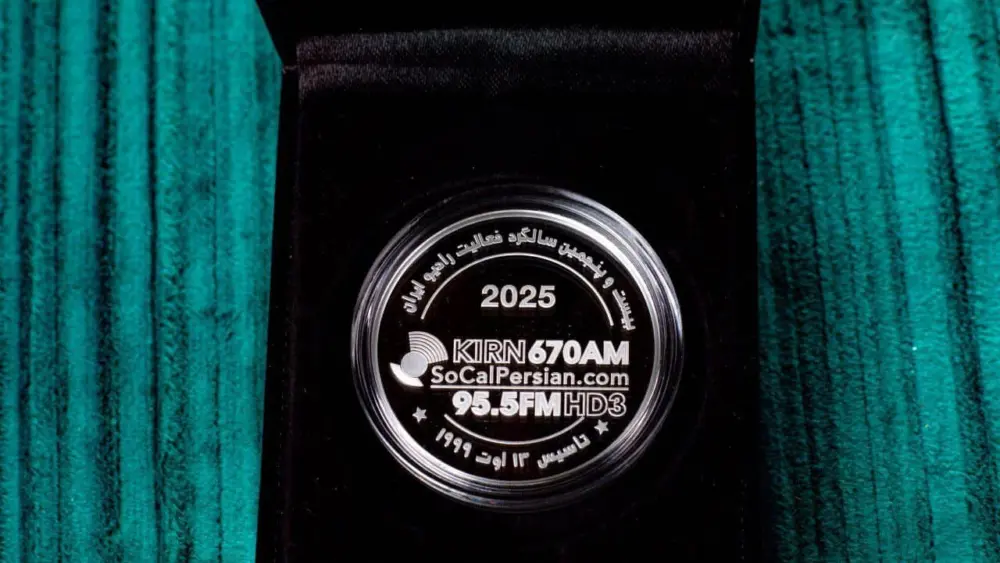 بیست و پنجمین سالگرد فعالیت رادیو ایران
2025
KIRN 670AM
SoCalPersian.com
95.5FM HD3
تاسیس ۱۳ اوت ۱۹۹۹